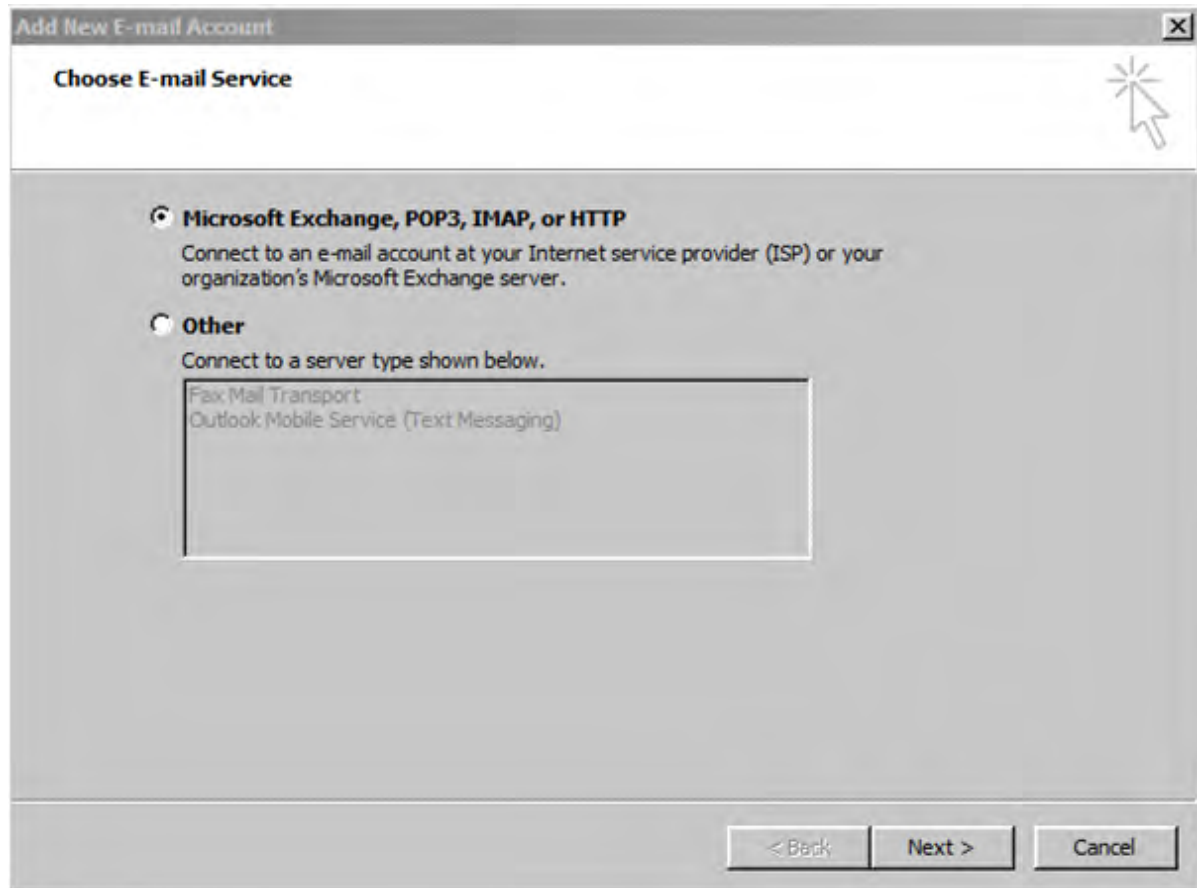 Add New E-mail Account
Choose E-mail Service
Microsoft Exchange, POP3, IMAP, or HTTP
Connect to an e-mail account at your Internet service provider (ISP) or your
organization's Microsoft Exchange server.
Other
Connect to a server type shown below.
Fax Mail Transport
Outlook Mobile Service (Text Messaging)
< Back Next > Cancel